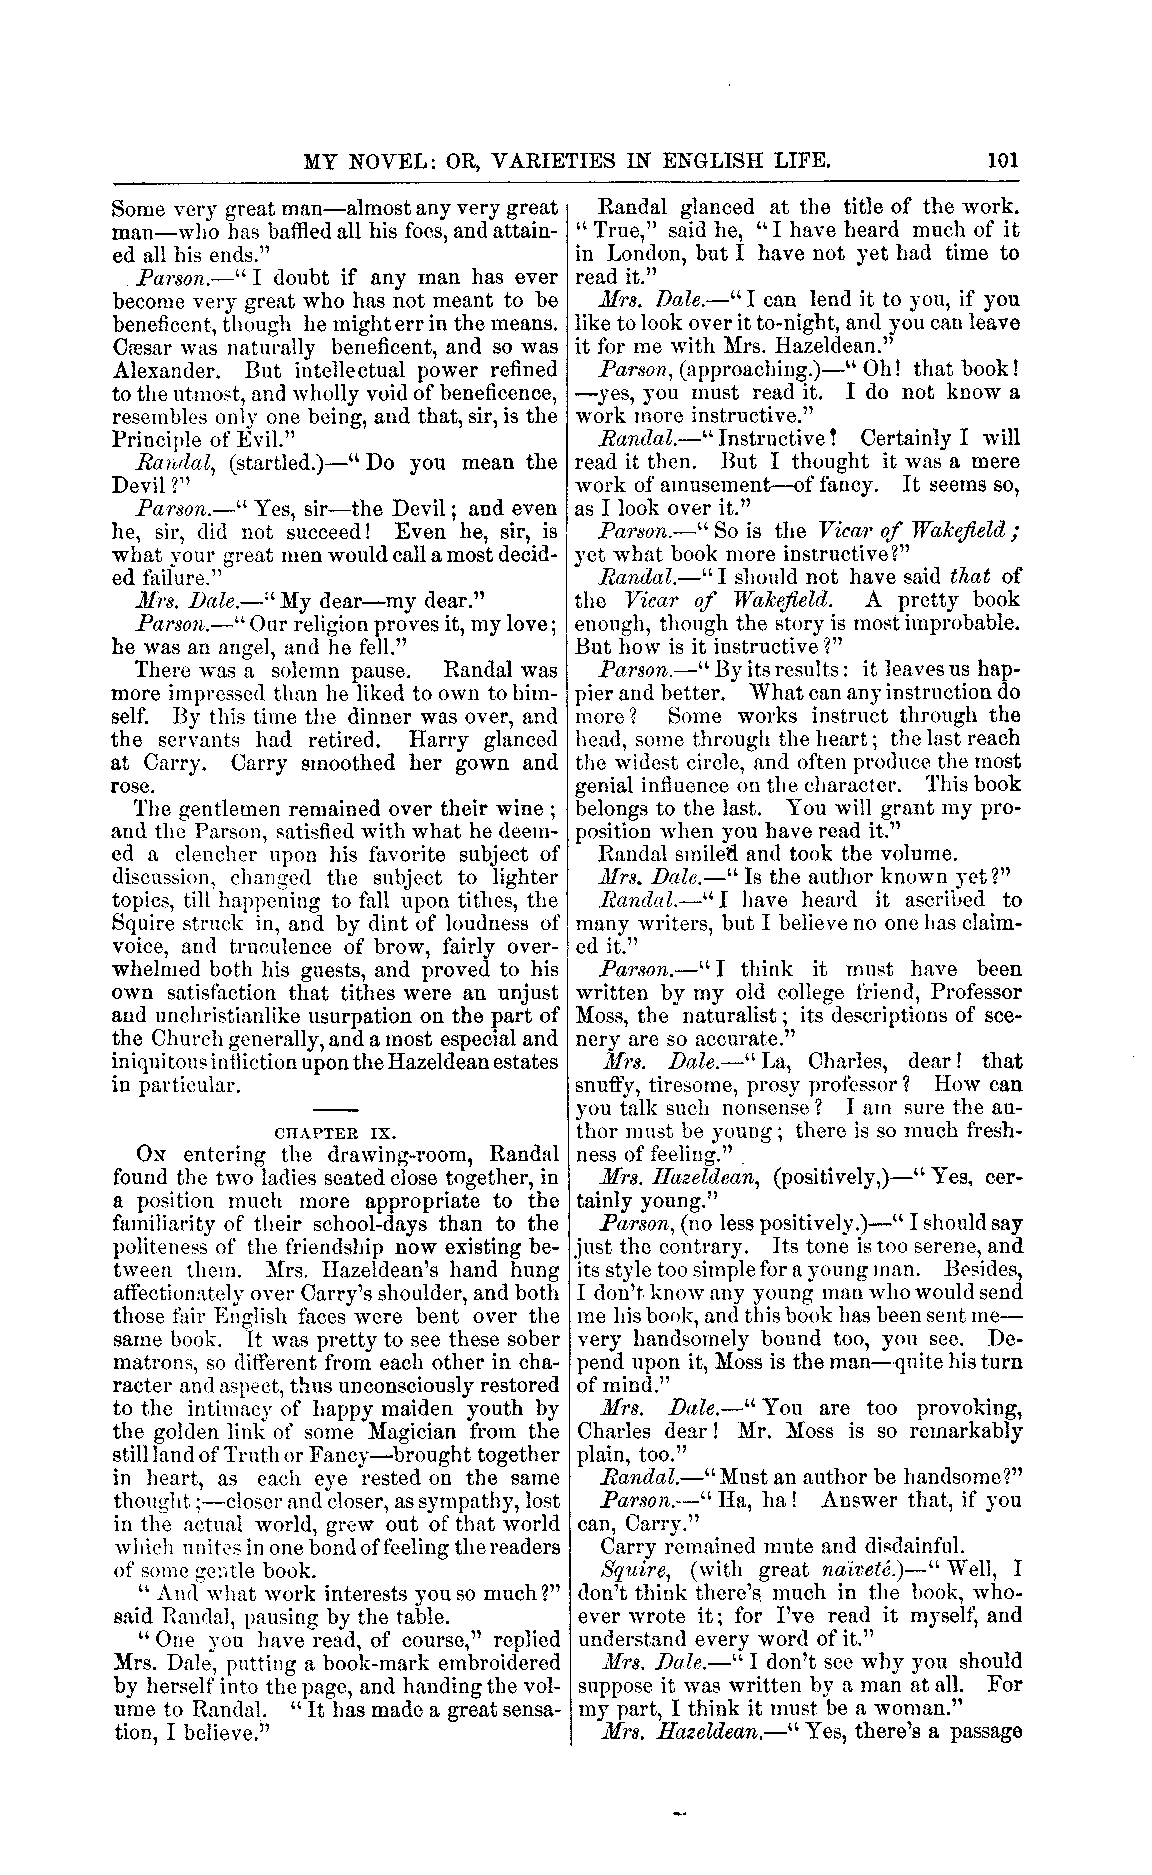 MY NOVEL: OR, VARIETIES IN ENGLISH LIFE. 101
Some very great man—almost any very great
man—who has baffled all his foes, and attain-
ed all his ends."
Parson.—"I doubt if any man has ever
become very great who has not meant to be
beneficent, though he might err in the means.
Cæsar was naturally beneficent, and so was
Alexander. But intellectual power refined
to the utmost, and wholly void of beneficence,
resembles only one being, and that, sir, is the
Principle of Evil."
Randal, (startled.)—"Do you mean the
Devil?"
Parson.—"Yes, sir—the Devil; and even
he, sir, did not succeed! Even he, sir, is
what your great men would call a most decid-
ed failure."
Mrs. Dale.—"My dear—my dear."
Parson.—"Our religion proves it, my love;
he was an angel, and he fell."
There was a solemn pause. Randal was
more impressed than he liked to own to him-
self. By this time the dinner was over, and
the servants had retired. Harry glanced
at Carry. Carry smoothed her gown and
rose.
The gentlemen remained over their wine;
and the Parson, satisfied with what he deem-
ed a clencher upon his favorite subject of
discussion, changed the subject to lighter
topics, till happening to fall upon tithes, the
Squire struck in, and by dint of loudness of
voice, and truculence of brow, fairly over-
whelmed both his guests, and proved to his
own satisfaction that tithes were an unjust
and unchristianlike usurpation on the part of
the Church generally, and a most especial and
iniquitous infliction upon the Hazeldean estates
in particular.
CHAPTER IX.
ON entering the drawing-room, Randal
found the two ladies seated close together, in
a position much more appropriate to the
familiarity of their school-days than to the
politeness of the friendship now existing be-
tween them. Mrs. Hazeldean's hand hung
affectionately over Carry's shoulder, and both
those fair English faces were bent over the
same book. It was pretty to see these sober
matrons, so different from each other in cha-
racter and aspect, thus unconsciously restored
to the intimacy of happy maiden youth by
the golden link of some Magician from the
still land of Truth or Fancy—brought together
in heart, as each eye rested on the same
thought;—closer and closer, as sympathy, lost
in the actual world, grew out of that world
which unites in one bond of feeling the readers
of some gentle book.
"And what work interests you so much?"
said Randal, pausing by the table.
"One you have read, of course," replied
Mrs. Dale, putting a book-mark embroidered
by herself into the page, and handing the vol-
ume to Randal. "It has made a great sensa-
tion, I believe."
Randal glanced at the title of the work.
"True," said he, "I have heard much of it
in London, but I have not yet had time to
read it."
Mrs. Dale.—"I can lend it to you, if you
like to look over it to-night, and you can leave
it for me with Mrs. Hazeldean."
Parson, (approaching.)—"Oh! that book!
—yes, you must read it. I do not know a
work more instructive."
Randal.—"Instructive! Certainly I will
read it then. But I thought it was a mere
work of amusement—of fancy. It seems so,
as I look over it."
Parson.—"So is the Vicar of Wakefield;
yet what book more instructive?"
Randal.—"I should not have said that of
the Vicar of Wakefield. A pretty book
enough, though the story is most improbable.
But how is it instructive?"
Parson.—"By its results: it leaves us hap-
pier and better. What can any instruction do
more? Some works instruct through the
head, some through the heart; the last reach
the widest circle, and often produce the most
genial influence on the character. This book
belongs to the last. You will grant my pro-
position when you have read it."
Randal smiled and took the volume.
Mrs. Dale.—"Is the author known yet?"
Randal.—"I have heard it ascribed to
many writers, but I believe no one has claim-
ed it."
Parson.—"I think it must have been
written by my old college friend, Professor
Moss, the naturalist; its descriptions of sce-
nery are so accurate."
Mrs. Dale.—"La, Charles, dear! that
snuffy, tiresome, prosy professor? How can
you talk such nonsense? I am sure the au-
thor must be young; there is so much fresh-
ness of feeling."
Mrs. Hazeldean, (positively,)—"Yes, cer-
tainly young."
Parson, (no less positively.)—"I should say
just the contrary. Its tone is too serene, and
its style too simple for a young man. Besides,
I don't know any young man who would send
me his book, and this book has been sent me—
very handsomely bound too, you see. De-
pend upon it, Moss is the man—quite his turn
of mind."
Mrs. Dale.—"You are too provoking,
Charles dear! Mr. Moss is so remarkably
plain, too."
Randal.—"Must an author be handsome?"
Parson.—"Ha, ha! Answer that, if you
can, Carry."
Carry remained mute and disdainful.
Squire, (with great naïveté.)—"Well, I
don't think there's much in the book, who-
ever wrote it; for I've read it myself, and
understand every word of it."
Mrs. Dale.—"I don't see why you should
suppose it was written by a man at all. For
my part, I think it must be a woman."
Mrs. Hazeldean.—"Yes, there's a passage